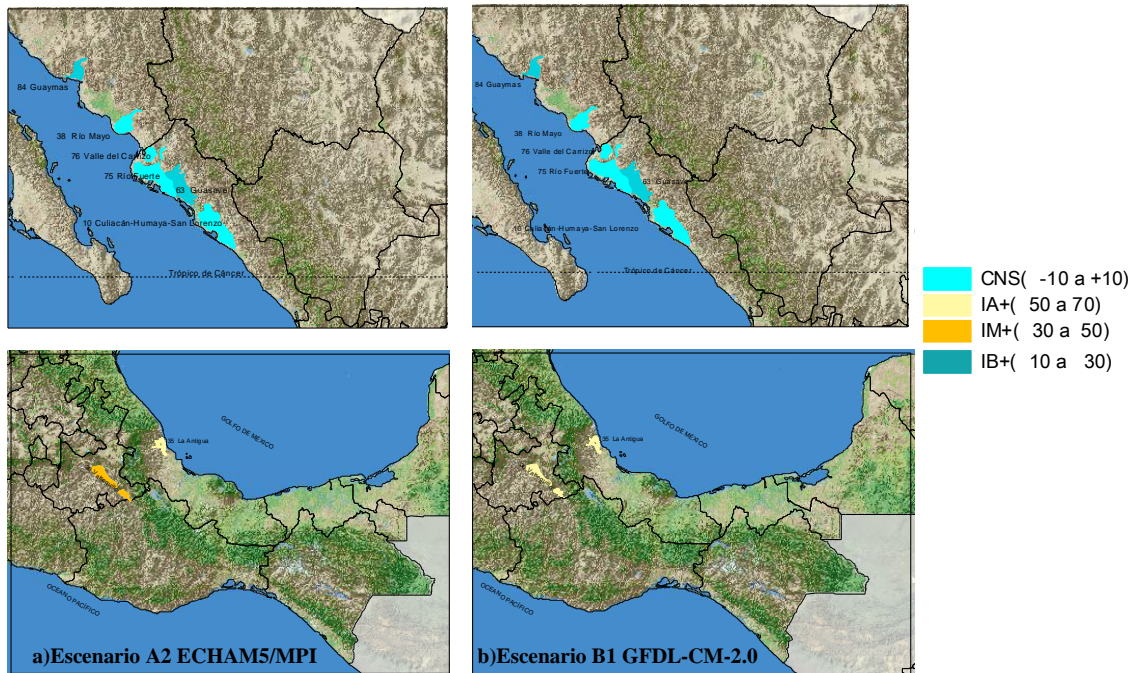 84 Guaymas
38 Río Mayo
76 Valle del Carrizo
75 Río Fuerte
63 Guasave
10 Culiacán-Humaya-San Lorenzo
Trópico de Cáncer
84 Guaymas
38 Río Mayo
76 Valle del Carrizo
75 Río Fuerte
63 Guasave
10 Culiacán-Humaya-San Lorenzo
Trópico de Cáncer
CNS( -10 a +10)
IA+( 50 a 70)
IM+( 30 a 50)
IB+( 10 a 30)
GOLFO DE MEXICO
35 La Antigua
OCEANO PACÍFICO
a)Escenario A2 ECHAM5/MPI
GOLFO DE MEXICO
35 La Antigua
OCEANO PACÍFICO
b)Escenario B1 GFDL-CM-2.0